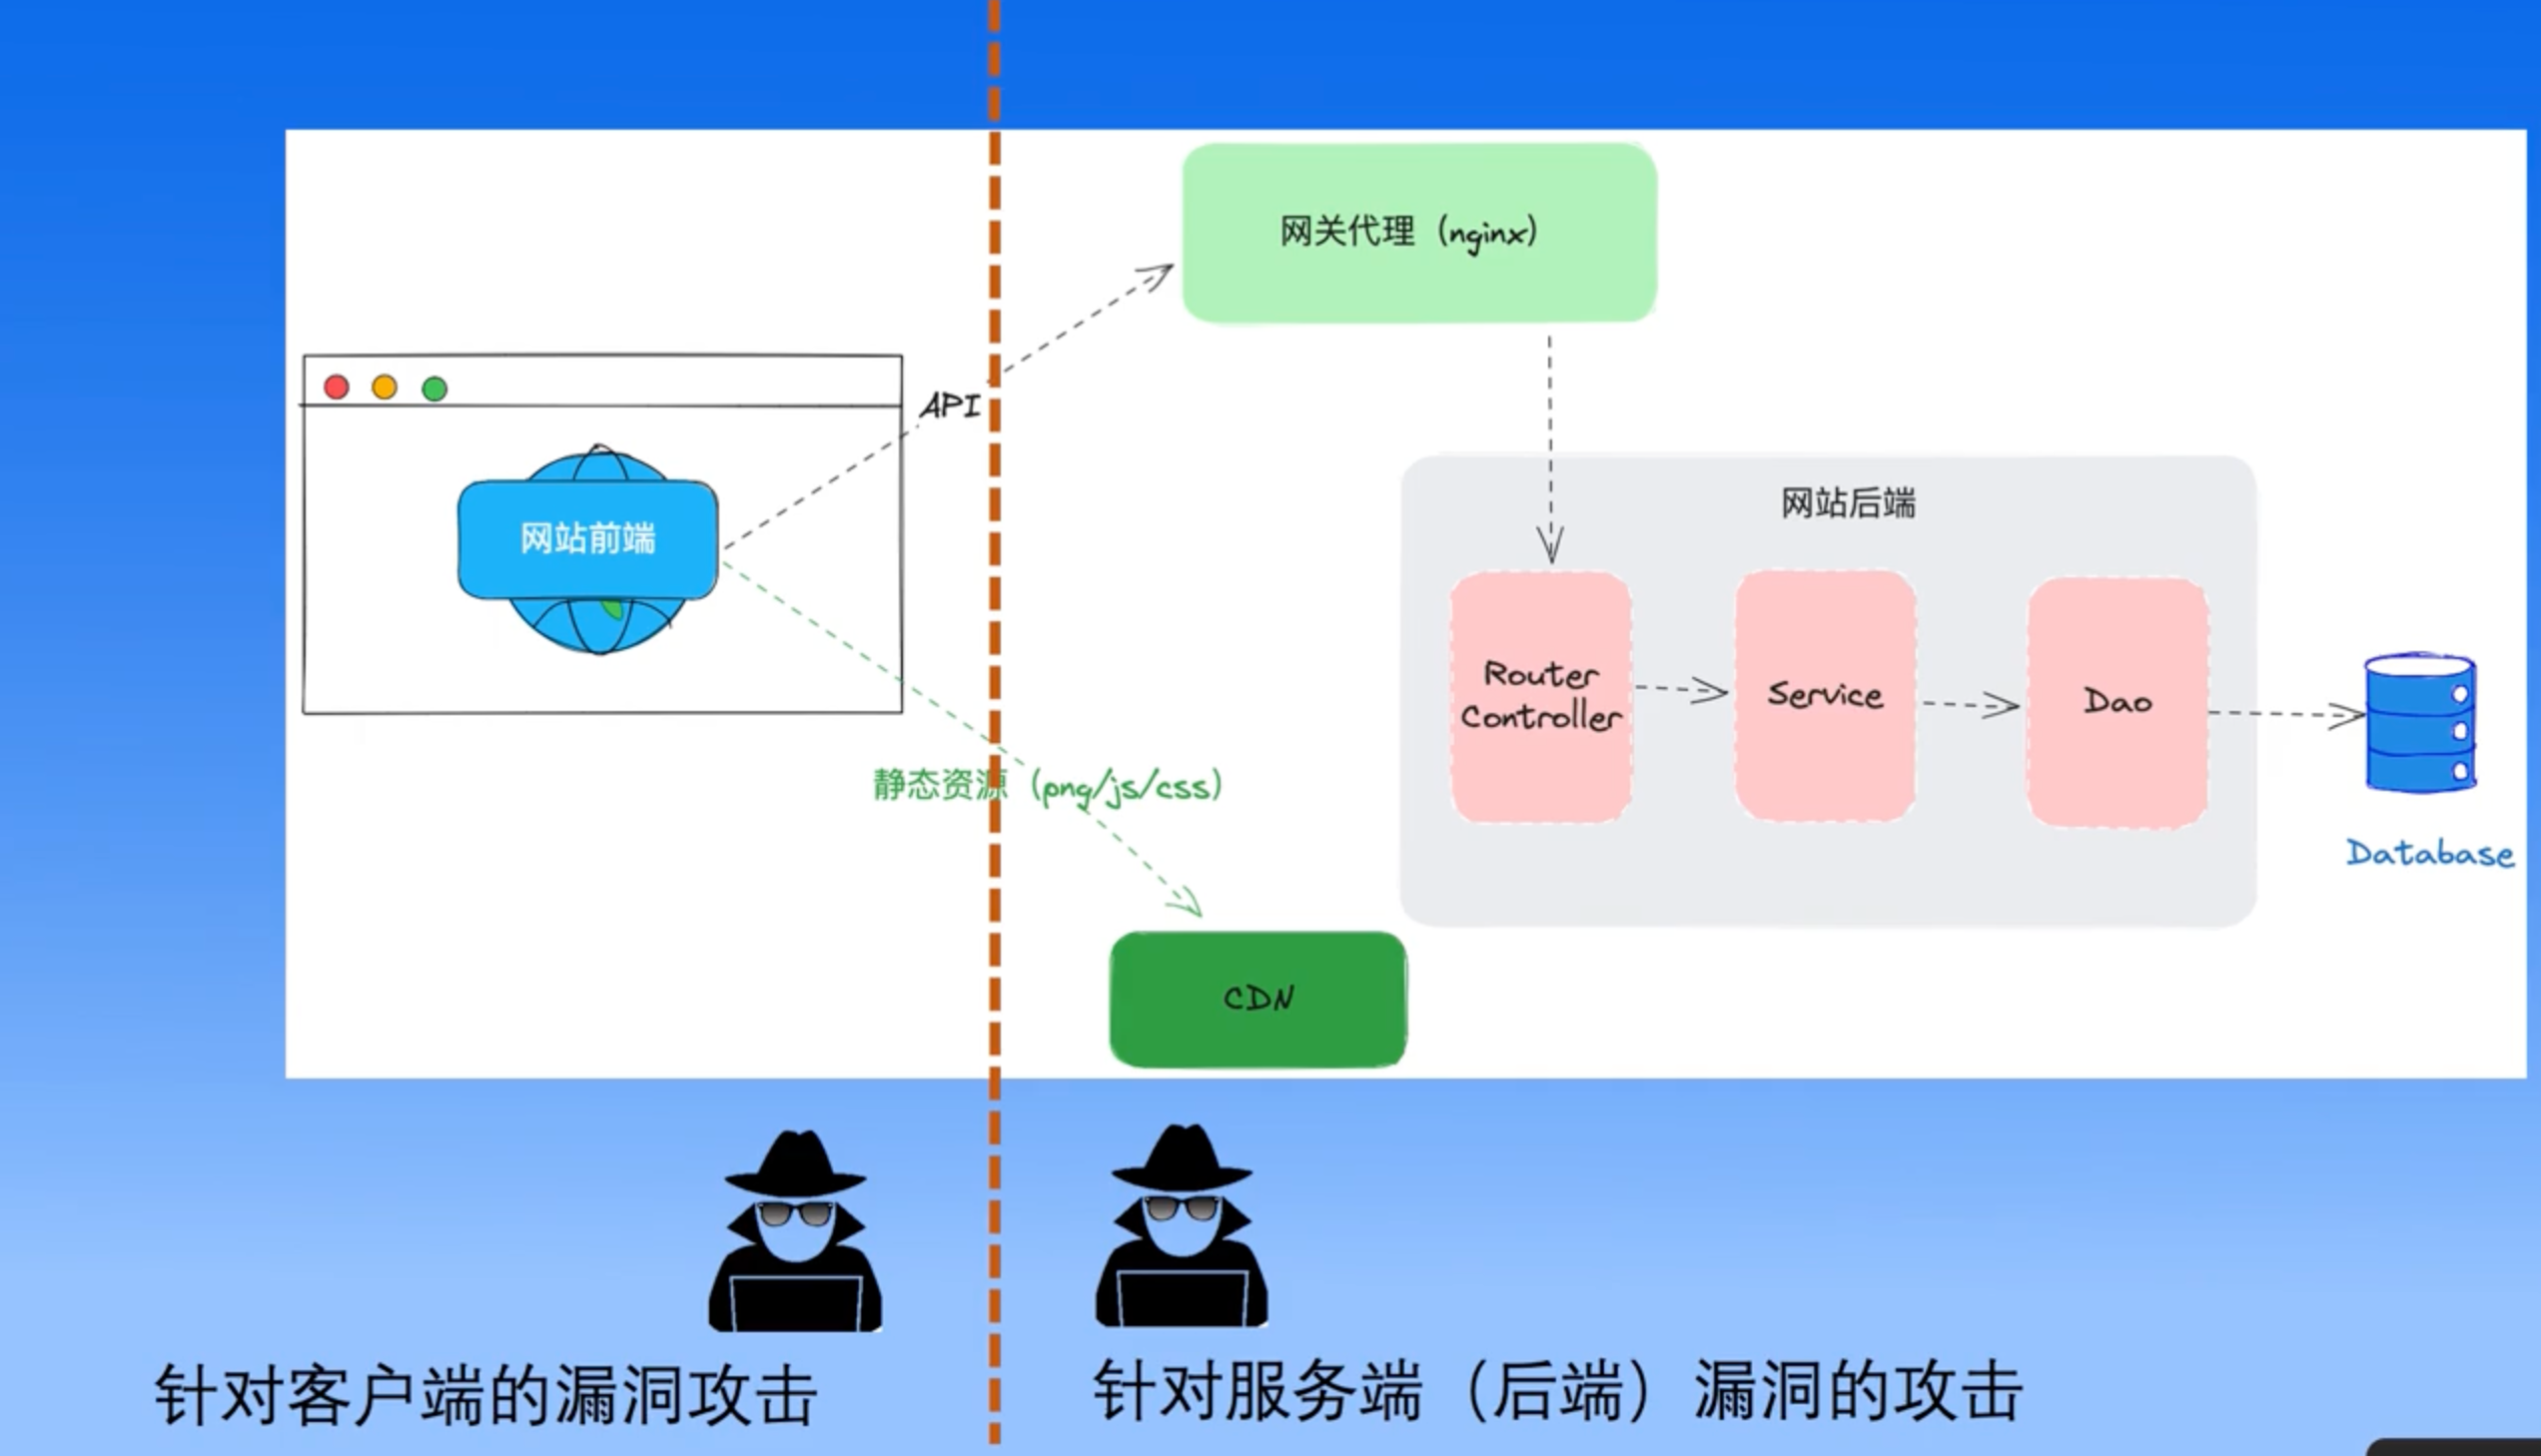 网关代理（nginx）
API
网站前端
网站后端
Router
Controller
Service
Dao
Database
静态资源（png/js/css）
CDN
针对客户端的漏洞攻击
针对服务端（后端）漏洞的攻击